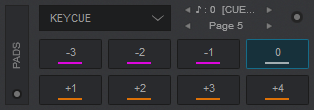 PADS
KEYCUE
♪ : 0 [CUE...
Page 5
-3 -2 -1 0
+1 +2 +3 +4